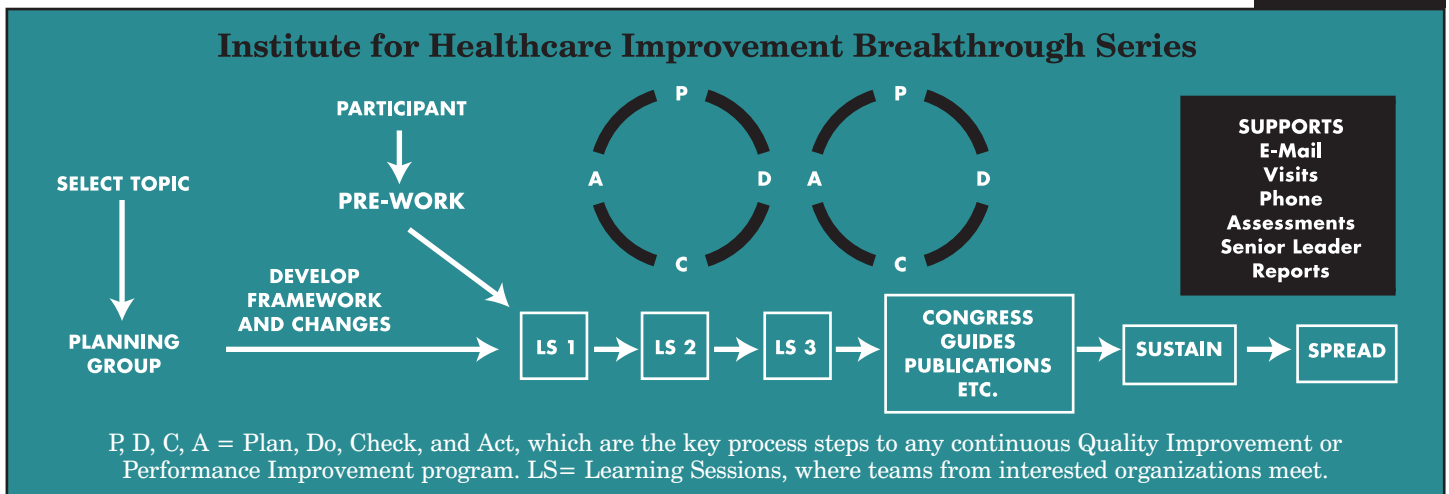 Institute for Healthcare Improvement Breakthrough Series
SELECT TOPIC
PLANNING
GROUP
PARTICIPANT
PRE-WORK
DEVELOP
FRAMEWORK
AND CHANGES
P
A
D
C
P
A
D
C
SUPPORTS
E-Mail
Visits
Phone
Assessments
Senior Leader
Reports
LS 1
LS 2
LS 3
CONGRESS
GUIDES
PUBLICATIONS
ETC.
SUSTAIN
SPREAD
P, D, C, A = Plan, Do, Check, and Act, which are the key process steps to any continuous Quality Improvement or
Performance Improvement program. LS= Learning Sessions, where teams from interested organizations meet.